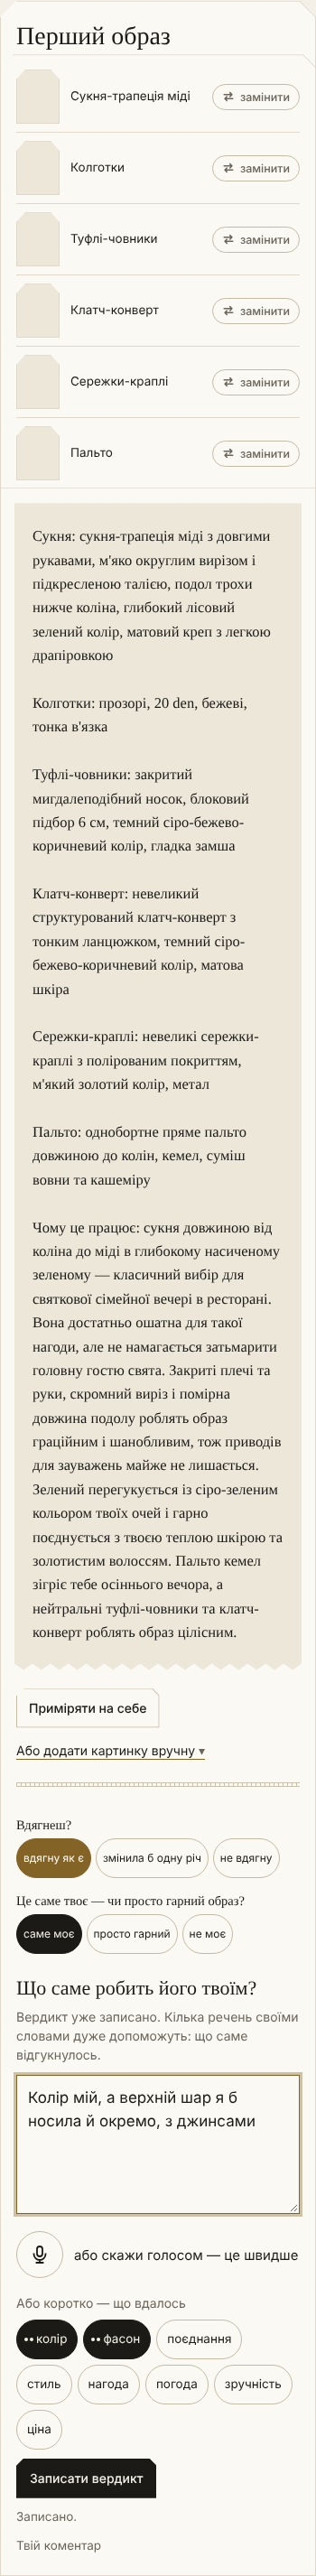 Перший образ
Сукня-трапеція міді
замінити
Колготки
замінити
Туфлі-човники
замінити
Клатч-конверт
замінити
Сережки-краплі
замінити
Пальто
замінити
Сукня: сукня-трапеція міді з довгими
рукавами, м'яко округлим вирізом і
підкресленою талією, подол трохи
нижче коліна, глибокий лісовий
зелений колір, матовий креп з легкою
драпіровкою
Колготки: прозорі, 20 den, бежеві,
тонка в'язка
Туфлі-човники: закритий
мигдалеподібний носок, блоковий
підбор 6 см, темний сіро-бежево-
коричневий колір, гладка замша
Клатч-конверт: невеликий
структурований клатч-конверт з
тонким ланцюжком, темний сіро-
бежево-коричневий колір, матова
шкіра
Сережки-краплі: невеликі сережки-
краплі з полірованим покриттям,
м'який золотий колір, метал
Пальто: однобортне пряме пальто
довжиною до колін, кемел, суміш
вовни та кашеміру
Чому це працює: сукня довжиною від
коліна до міді в глибокому насиченому
зеленому — класичний вибір для
святкової сімейної вечері в ресторані.
Вона достатньо ошатна для такої
нагоди, але не намагається затьмарити
головну гостю свята. Закриті плечі та
руки, скромний виріз і помірна
довжина подолу роблять образ
граційним і шанобливим, тож приводів
для зауважень майже не лишається.
Зелений перегукується із сіро-зеленим
кольором твоїх очей і гарно
поєднується з твоєю теплою шкірою та
золотистим волоссям. Пальто кемел
зігріє тебе осіннього вечора, а
нейтральні туфлі-човники та клатч-
конверт роблять образ цілісним.
Приміряти на себе
Або додати картинку вручну ▾
Вдягнеш?
вдягну як є
змінила б одну річ
не вдягну
Це саме твоє — чи просто гарний образ?
саме моє
просто гарний
не моє
Що саме робить його твоїм?
Вердикт уже записано. Кілька речень своїми
словами дуже допоможуть: що саме
відгукнулось.
Колір мій, а верхній шар я б
носила й окремо, з джинсами
або скажи голосом — це швидше
Або коротко — що вдалось
•• колір
•• фасон
поєднання
стиль
нагода
погода
зручність
ціна
Записати вердикт
Записано.
Твій коментар